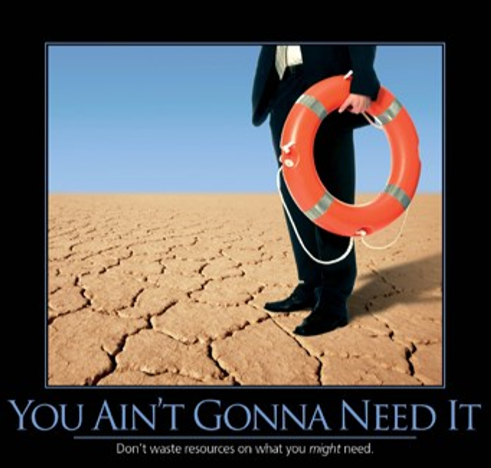 YOU AIN'T GONNA NEED IT
Don't waste resources on what you might need.